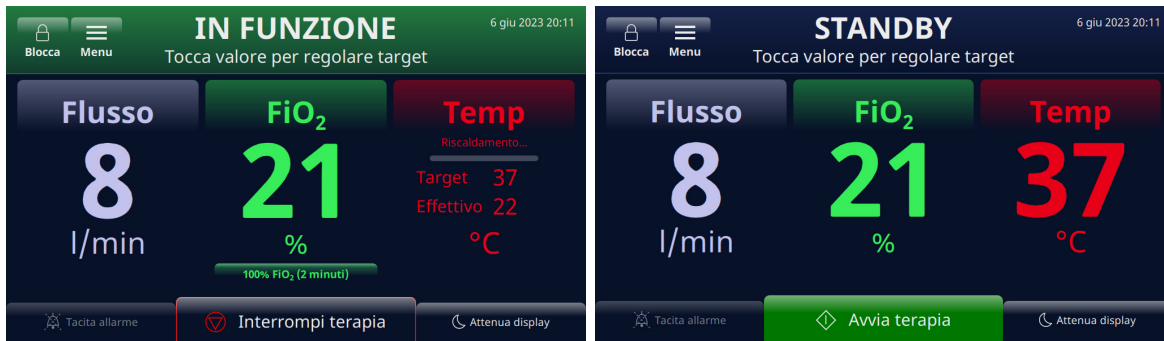 IN FUNZIONE
6 giu 2023 20:11
Blocca Menu
Tocca valore per regolare target
Flusso
8
l/min
FiO2
21
%
100% FiO2 (2 minuti)
Temp
Riscaldamento...
Target 37
Effettivo 22
°C
Tacita allarme
Interrompi terapia
Attenua display
STANDBY
6 giu 2023 20:11
Blocca Menu
Tocca valore per regolare target
Flusso
8
l/min
FiO2
21
%
Temp
37
°C
Tacita allarme
Avvia terapia
Attenua display